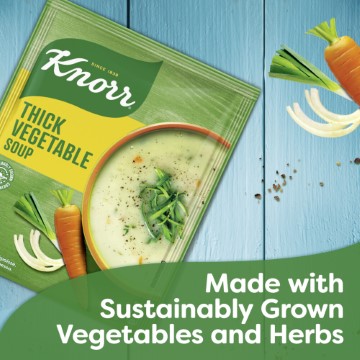 SINCE 1838
Knorr
THICK
VEGETABLE
SOUP
Made with
Sustainably Grown
Vegetables and Herbs